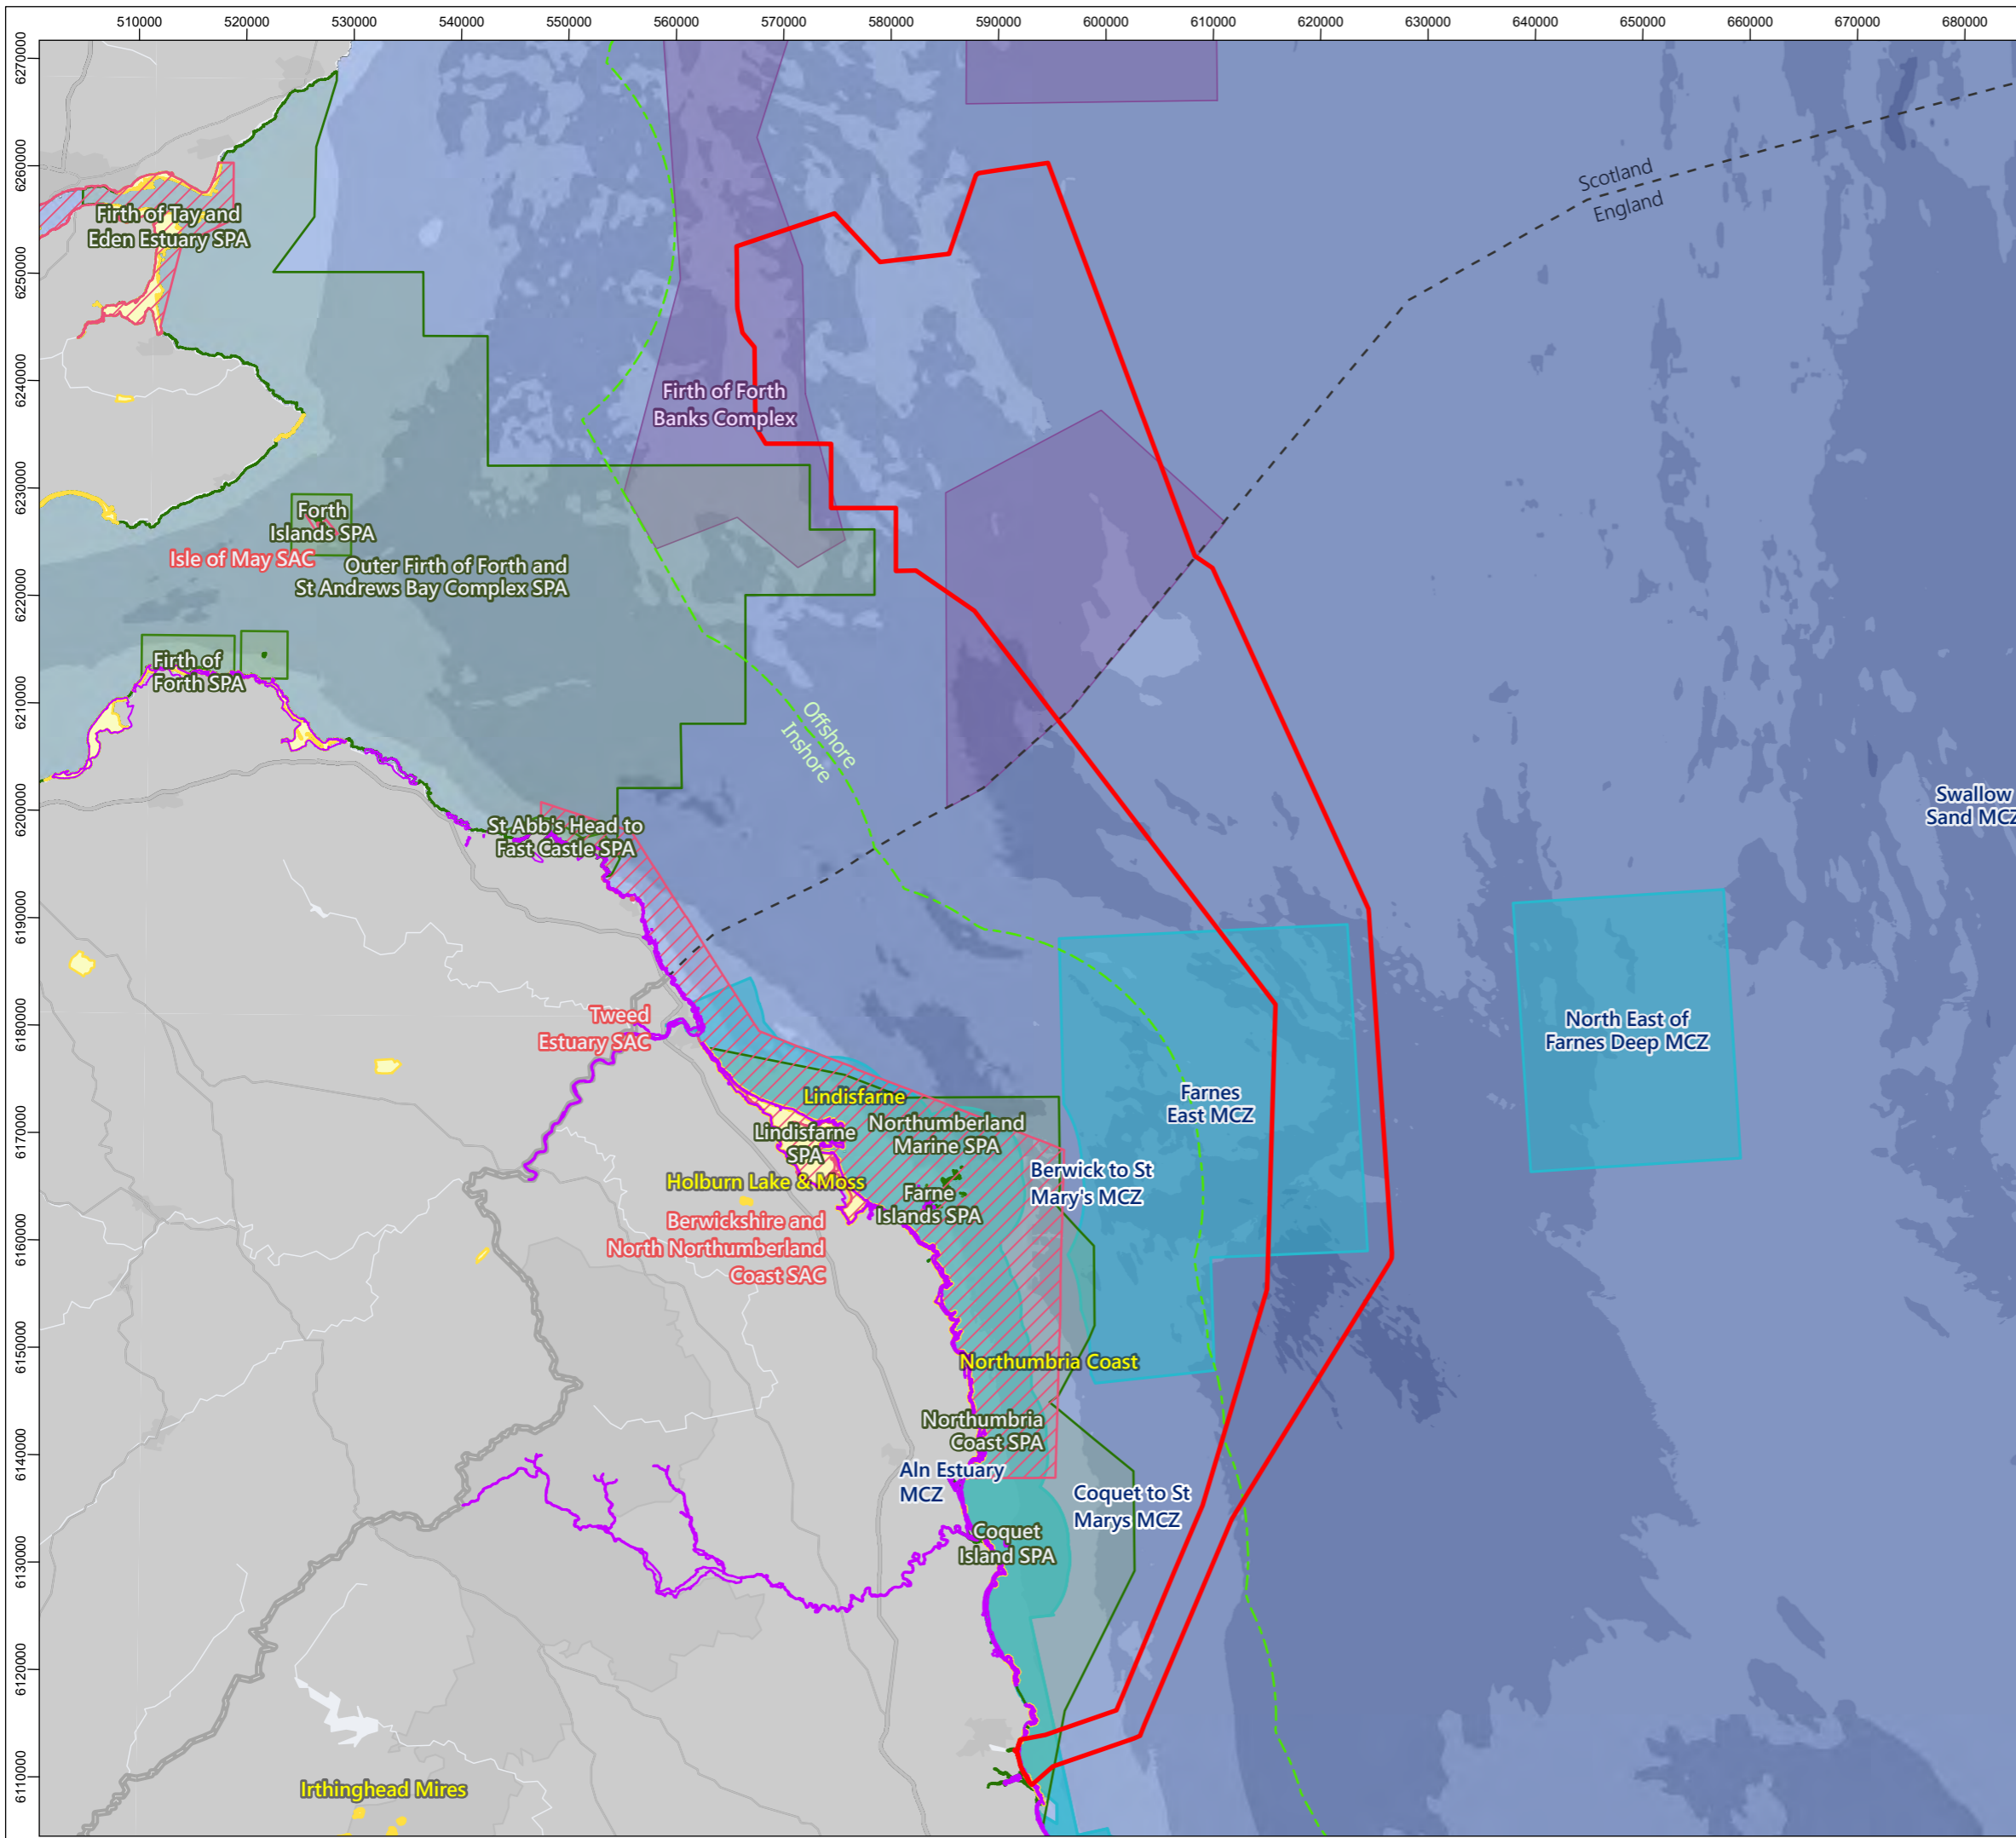 510000 520000 530000 540000 550000 560000 570000 580000 590000 600000 610000 620000 630000 640000 650000 660000 670000 680000
6270000
6260000
6250000
6240000
6230000
6220000
6210000
6200000
6190000
6180000
6170000
6160000
6150000
6140000
6130000
6120000
6110000
Scotland
England
Firth of Tay and
Eden Estuary SPA
Firth of Forth
Banks Complex
Forth
Islands SPA
Isle of May SAC
Outer Firth of Forth and
St Andrews Bay Complex SPA
Firth of
Forth SPA
Offshore
Inshore
Swallow
Sand MCZ
St Abb's Head to
Fast Castle SPA
Tweed
Estuary SAC
North East of
Farnes Deep MCZ
Farnes
East MCZ
Lindisfarne
Lindisfarne
SPA
Northumberland
Marine SPA
Holburn Lake & Moss
Farne
Islands SPA
Berwick to St
Mary's MCZ
Berwickshire and
North Northumberland
Coast SAC
Northumbria Coast
Northumbria
Coast SPA
Aln Estuary
MCZ
Coquet to St
Marys MCZ
Coquet
Island SPA
Irthinghead Mires